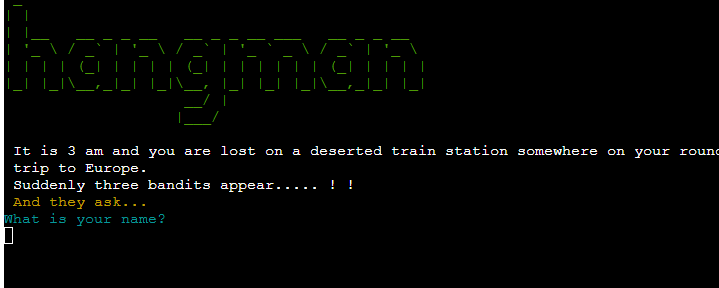 hangman
It is 3 am and you are lost on a deserted train station somewhere on your round
trip to Europe.
Suddenly three bandits appear..... ! !
And they ask...
What is your name?